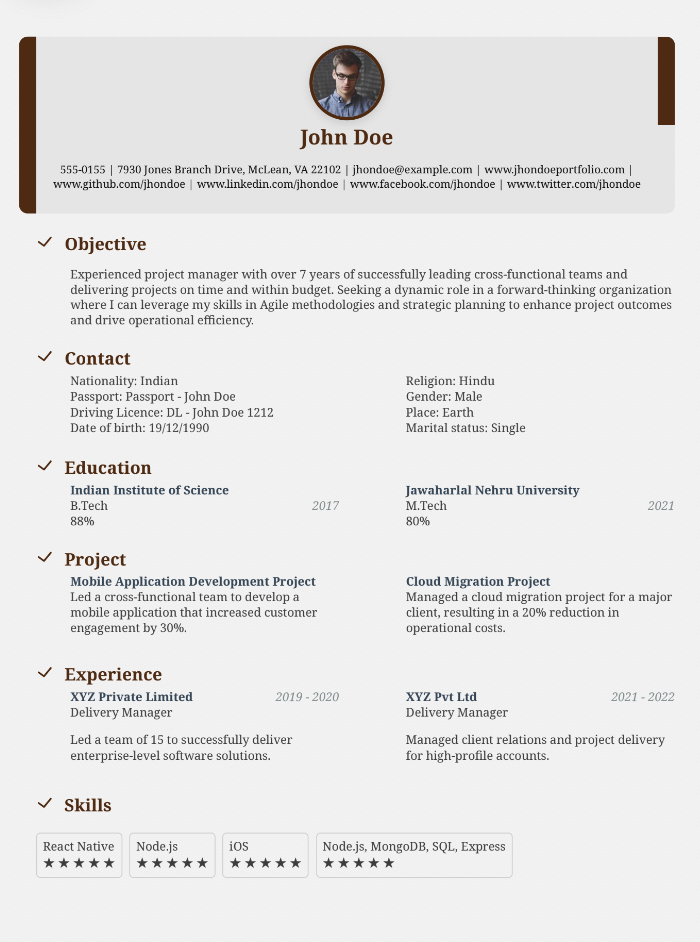 John Doe
555-0155 | 7930 Jones Branch Drive, McLean, VA 22102 | jhondoe@example.com | www.jhondoeportfolio.com |
www.github.com/jhondoe | www.linkedin.com/jhondoe | www.facebook.com/jhondoe | www.twitter.com/jhondoe
Objective
Experienced project manager with over 7 years of successfully leading cross-functional teams and
delivering projects on time and within budget. Seeking a dynamic role in a forward-thinking organization
where I can leverage my skills in Agile methodologies and strategic planning to enhance project outcomes
and drive operational efficiency.
Contact
Nationality: Indian
Passport: Passport - John Doe
Driving Licence: DL - John Doe 1212
Date of birth: 19/12/1990
Religion: Hindu
Gender: Male
Place: Earth
Marital status: Single
Education
Indian Institute of Science
B.Tech 2017
88%
Jawaharlal Nehru University
M.Tech 2021
80%
Project
Mobile Application Development Project
Led a cross-functional team to develop a
mobile application that increased customer
engagement by 30%.
Cloud Migration Project
Managed a cloud migration project for a major
client, resulting in a 20% reduction in
operational costs.
Experience
XYZ Private Limited 2019 - 2020
Delivery Manager
Led a team of 15 to successfully deliver
enterprise-level software solutions.
XYZ Pvt Ltd 2021 - 2022
Delivery Manager
Managed client relations and project delivery
for high-profile accounts.
Skills
React Native
★★★★★
Node.js
★★★★★
iOS
★★★★★
Node.js, MongoDB, SQL, Express
★★★★★